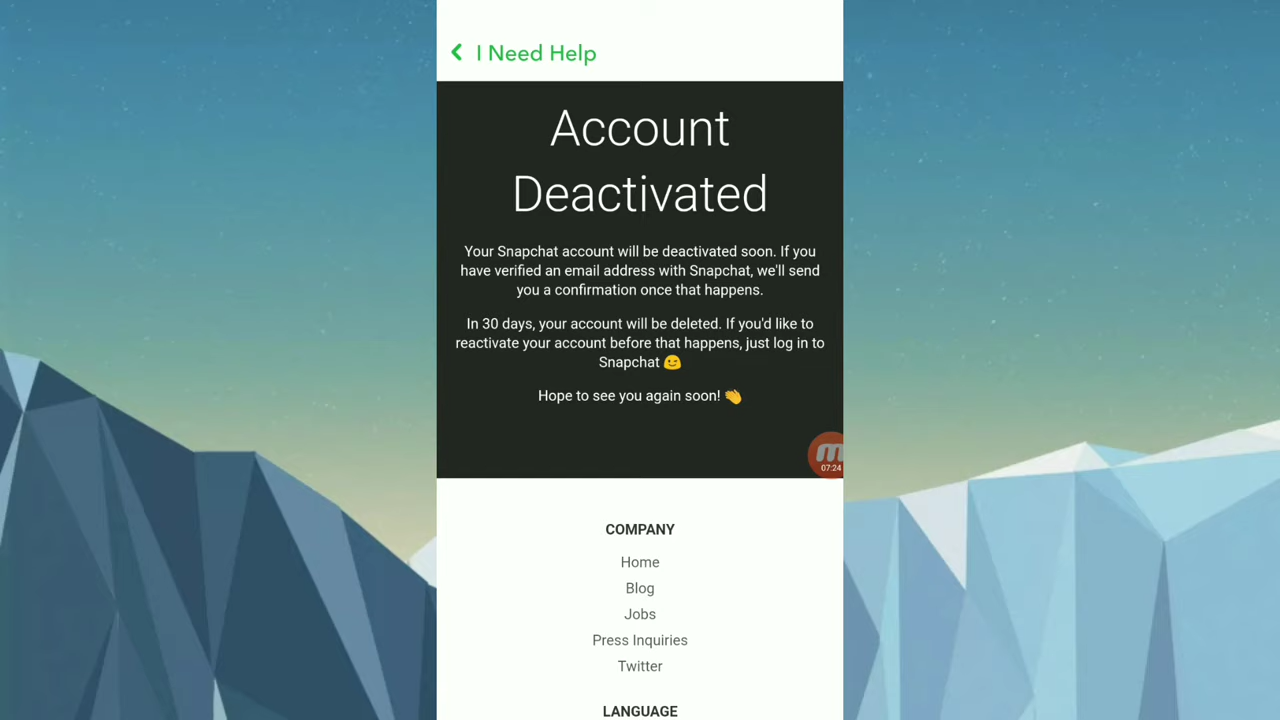 I Need Help
Account
Deactivated
Your Snapchat account will be deactivated soon. If you
have verified an email address with Snapchat, we'll send
you a confirmation once that happens.
In 30 days, your account will be deleted. If you'd like to
reactivate your account before that happens, just log in to
Snapchat 😉
Hope to see you again soon! 👏
07:24
COMPANY
Home
Blog
Jobs
Press Inquiries
Twitter
LANGUAGE